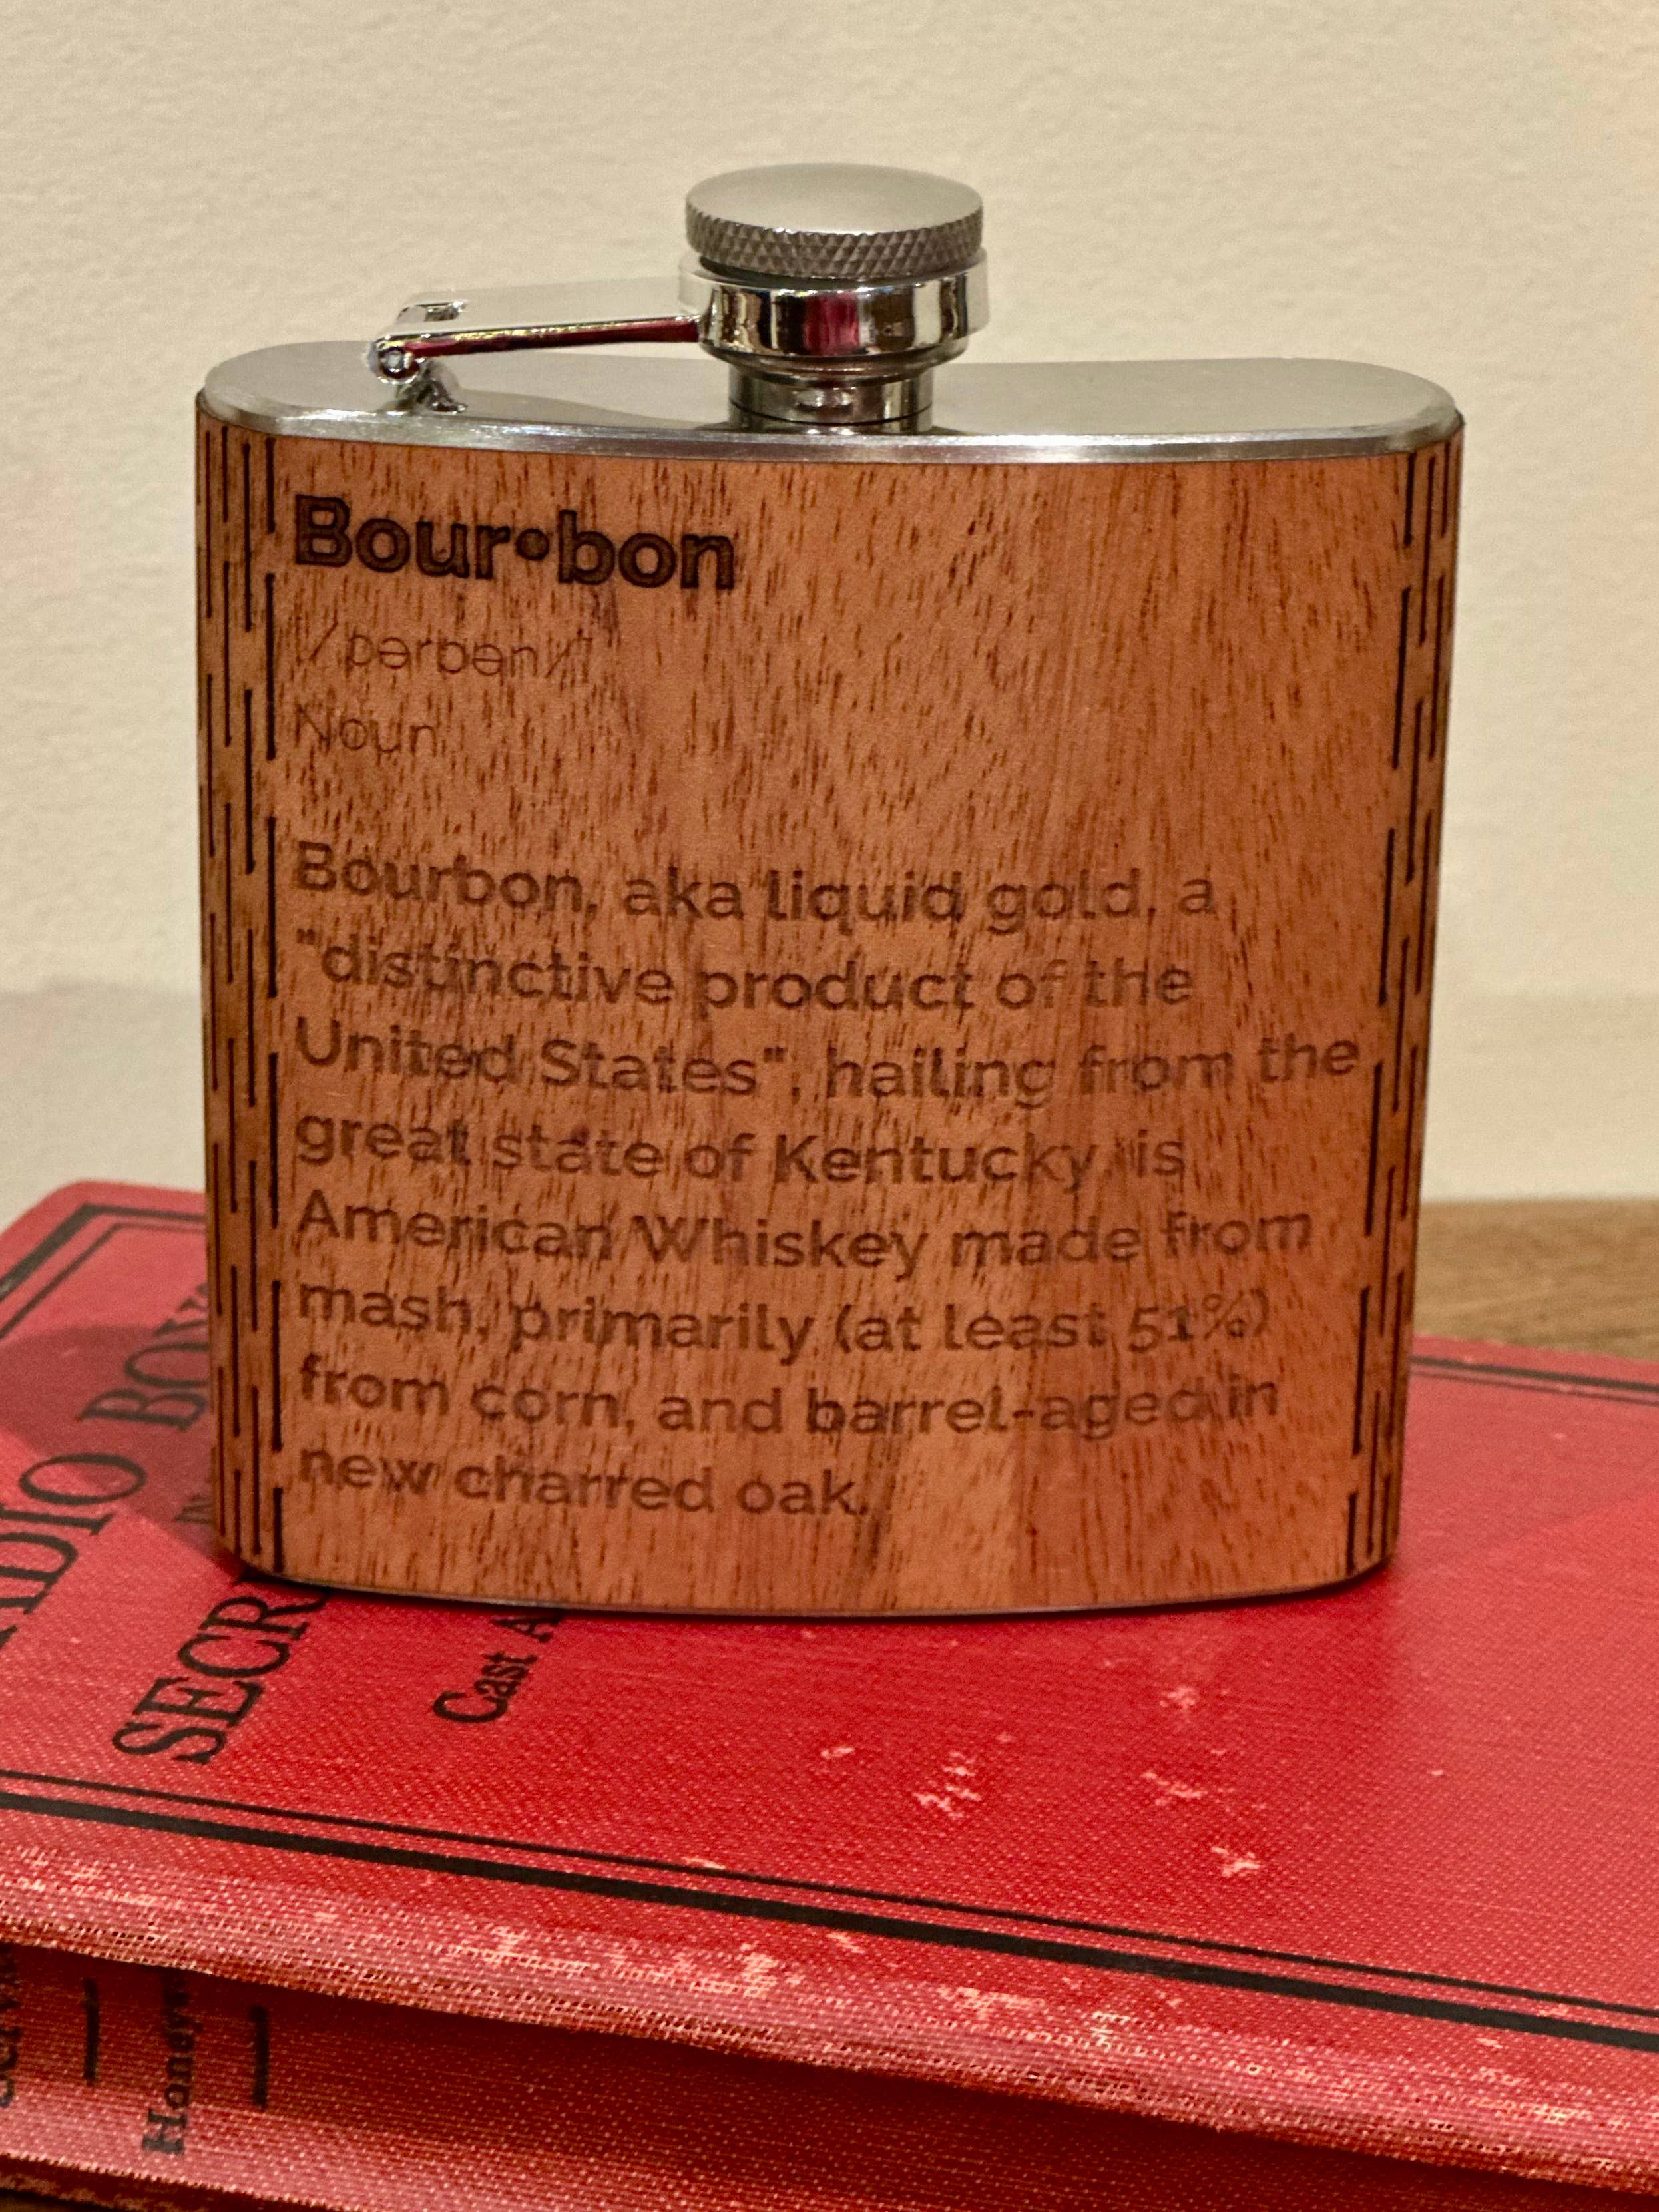 Bour•bon
/bərbən/
Noun
Bourbon, aka liquid gold, a
"distinctive product of the
United States", hailing from the
great state of Kentucky, is
American Whiskey made from
mash, primarily (at least 51%)
from corn, and barrel-aged in
new charred oak.
Cast